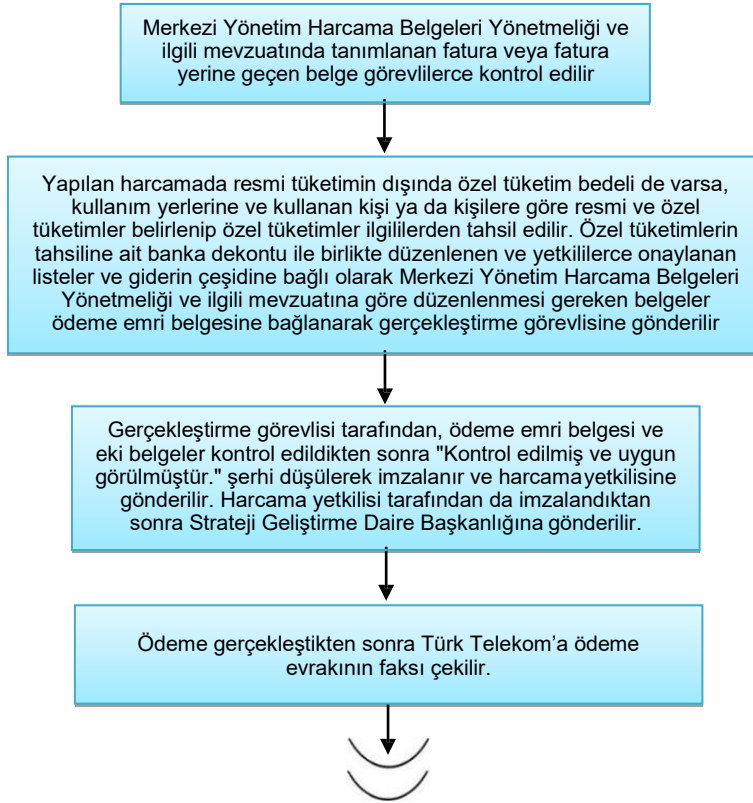 Merkezi Yönetim Harcama Belgeleri Yönetmeliği ve
ilgili mevzuatında tanımlanan fatura veya fatura
yerine geçen belge görevlilerce kontrol edilir
Yapılan harcamada resmi tüketimin dışında özel tüketim bedeli de varsa,
kullanım yerlerine ve kullanan kişi ya da kişilere göre resmi ve özel
tüketimler belirlenip özel tüketimler ilgililerden tahsil edilir. Özel tüketimlerin
tahsiline ait banka dekontu ile birlikte düzenlenen ve yetkililerce onaylanan
listeler ve giderin çeşidine bağlı olarak Merkezi Yönetim Harcama Belgeleri
Yönetmeliği ve ilgili mevzuatına göre düzenlenmesi gereken belgeler
ödeme emri belgesine bağlanarak gerçekleştirme görevlisine gönderilir
Gerçekleştirme görevlisi tarafından, ödeme emri belgesi ve
eki belgeler kontrol edildikten sonra "Kontrol edilmiş ve uygun
görülmüştür." şerhi düşülerek imzalanır ve harcama yetkilisine
gönderilir. Harcama yetkilisi tarafından da imzalandıktan
sonra Strateji Geliştirme Daire Başkanlığına gönderilir.
Ödeme gerçekleştikten sonra Türk Telekom’a ödeme
evrakının faksı çekilir.